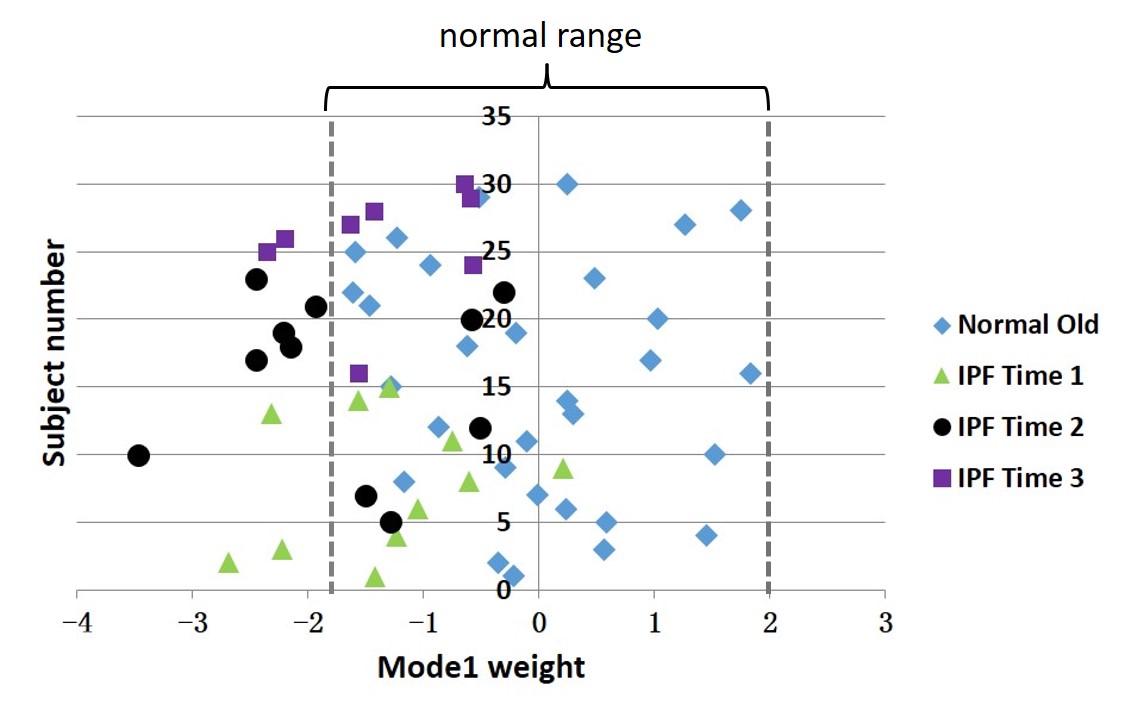 normal range
35
30
25
20
15
10
5
0
Subject number
−4 −3 −2 −1 0 1 2 3
Mode1 weight
Normal Old
IPF Time 1
IPF Time 2
IPF Time 3